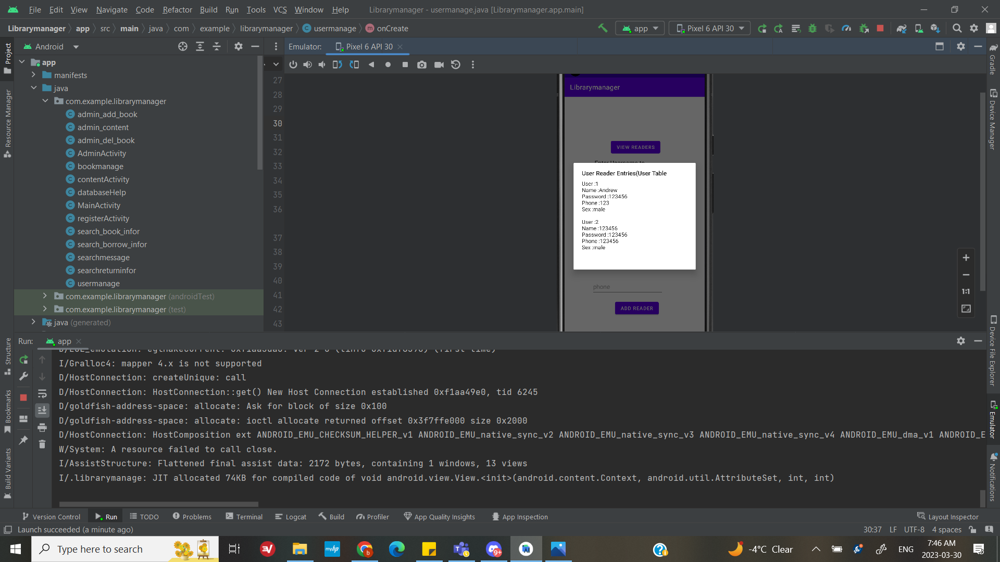 File Edit View Navigate Code Refactor Build Run Tools VCS Window Help Librarymanager - usermanage.java [Librarymanager.app.main]
Librarymanager app src main java com example librarymanager usermanage onCreate
app Pixel 6 API 30
Project
Resource Manager
Structure
Bookmarks
Build Variants
Android
app
manifests
java
com.example.librarymanager
admin_add_book
admin_content
admin_del_book
AdminActivity
bookmanage
contentActivity
databaseHelp
MainActivity
registerActivity
search_book_infor
search_borrow_infor
searchmessage
searchreturninfor
usermanage
com.example.librarymanager (androidTest)
com.example.librarymanager (test)
java (generated)
Emulator: Pixel 6 API 30
27
28
29
30
31
32
33
34
35
36
37
38
39
40
41
42
43
Librarymanager
VIEW READERS
Enter Username to
User Reader Entries(User Table
User :1
Name :Andrew
Password :123456
Phone :123
Sex :male
User :2
Name :123456
Password :123456
Phone :123456
Sex :male
phone
ADD READER
1:1
Gradle
Device Manager
Device File Explorer
Emulator
Notifications
Run: app
I/Gralloc4: mapper 4.x is not supported
D/HostConnection: createUnique: call
D/HostConnection: HostConnection::get() New Host Connection established 0xf1aa49e0, tid 6245
D/goldfish-address-space: allocate: Ask for block of size 0x100
D/goldfish-address-space: allocate: ioctl allocate returned offset 0x3f7ffe000 size 0x2000
D/HostConnection: HostComposition ext ANDROID_EMU_CHECKSUM_HELPER_v1 ANDROID_EMU_native_sync_v2 ANDROID_EMU_native_sync_v3 ANDROID_EMU_native_sync_v4 ANDROID_EMU_dma_v1 ANDROID_E
W/System: A resource failed to call close.
I/AssistStructure: Flattened final assist data: 2172 bytes, containing 1 windows, 13 views
I/.librarymanage: JIT allocated 74KB for compiled code of void android.view.View.<init>(android.content.Context, android.util.AttributeSet, int, int)
Version Control Run TODO Problems Terminal Logcat Build Profiler App Quality Insights App Inspection Layout Inspector
Launch succeeded (a minute ago) 30:37 LF UTF-8 4 spaces
Type here to search
myhp
9+
-4°C Clear
ENG
7:46 AM
2023-03-30